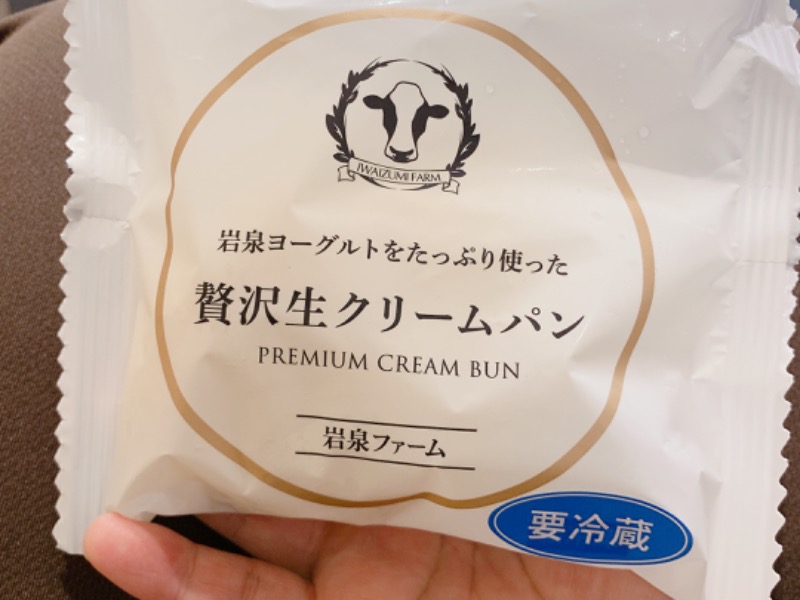 IWAIZUMI FARM
岩泉ヨーグルトをたっぷり使った
贅沢生クリームパン
PREMIUM CREAM BUN
岩泉ファーム
要冷蔵